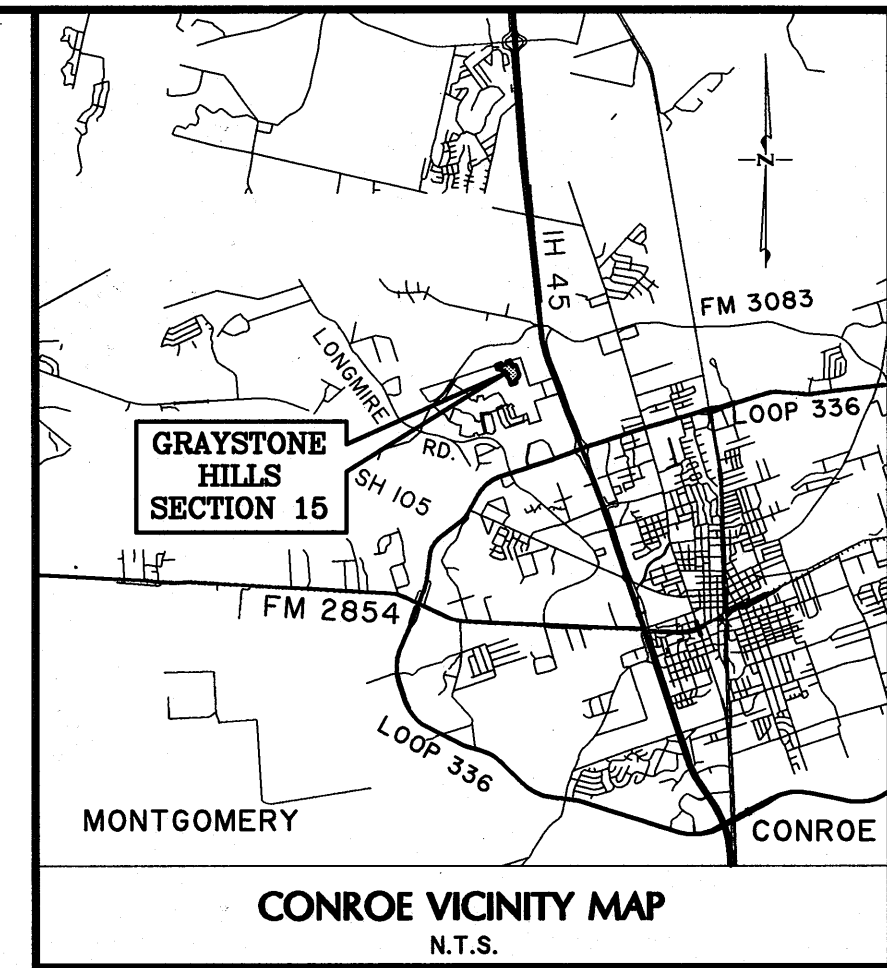 N
IH 45
FM 3083
LONGMIRE
RD.
LOOP 336
GRAYSTONE
HILLS
SECTION 15
SH 105
FM 2854
LOOP 336
MONTGOMERY
CONROE
CONROE VICINITY MAP
N.T.S.